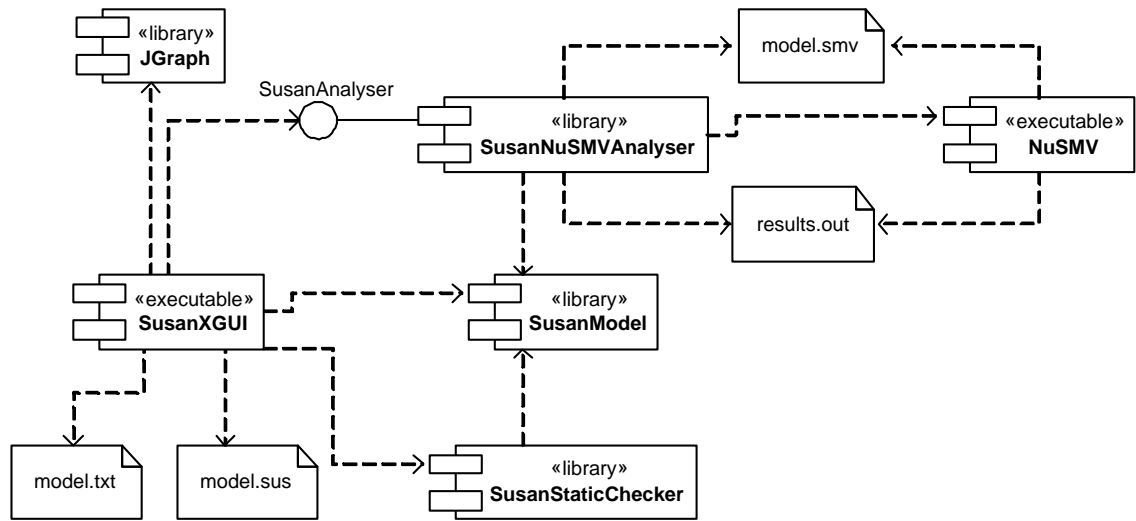 «library»
JGraph
SusanAnalyser
«library»
SusanNuSMVAnalyser
model.smv
«executable»
NuSMV
results.out
«executable»
SusanXGUI
«library»
SusanModel
model.txt
model.sus
«library»
SusanStaticChecker